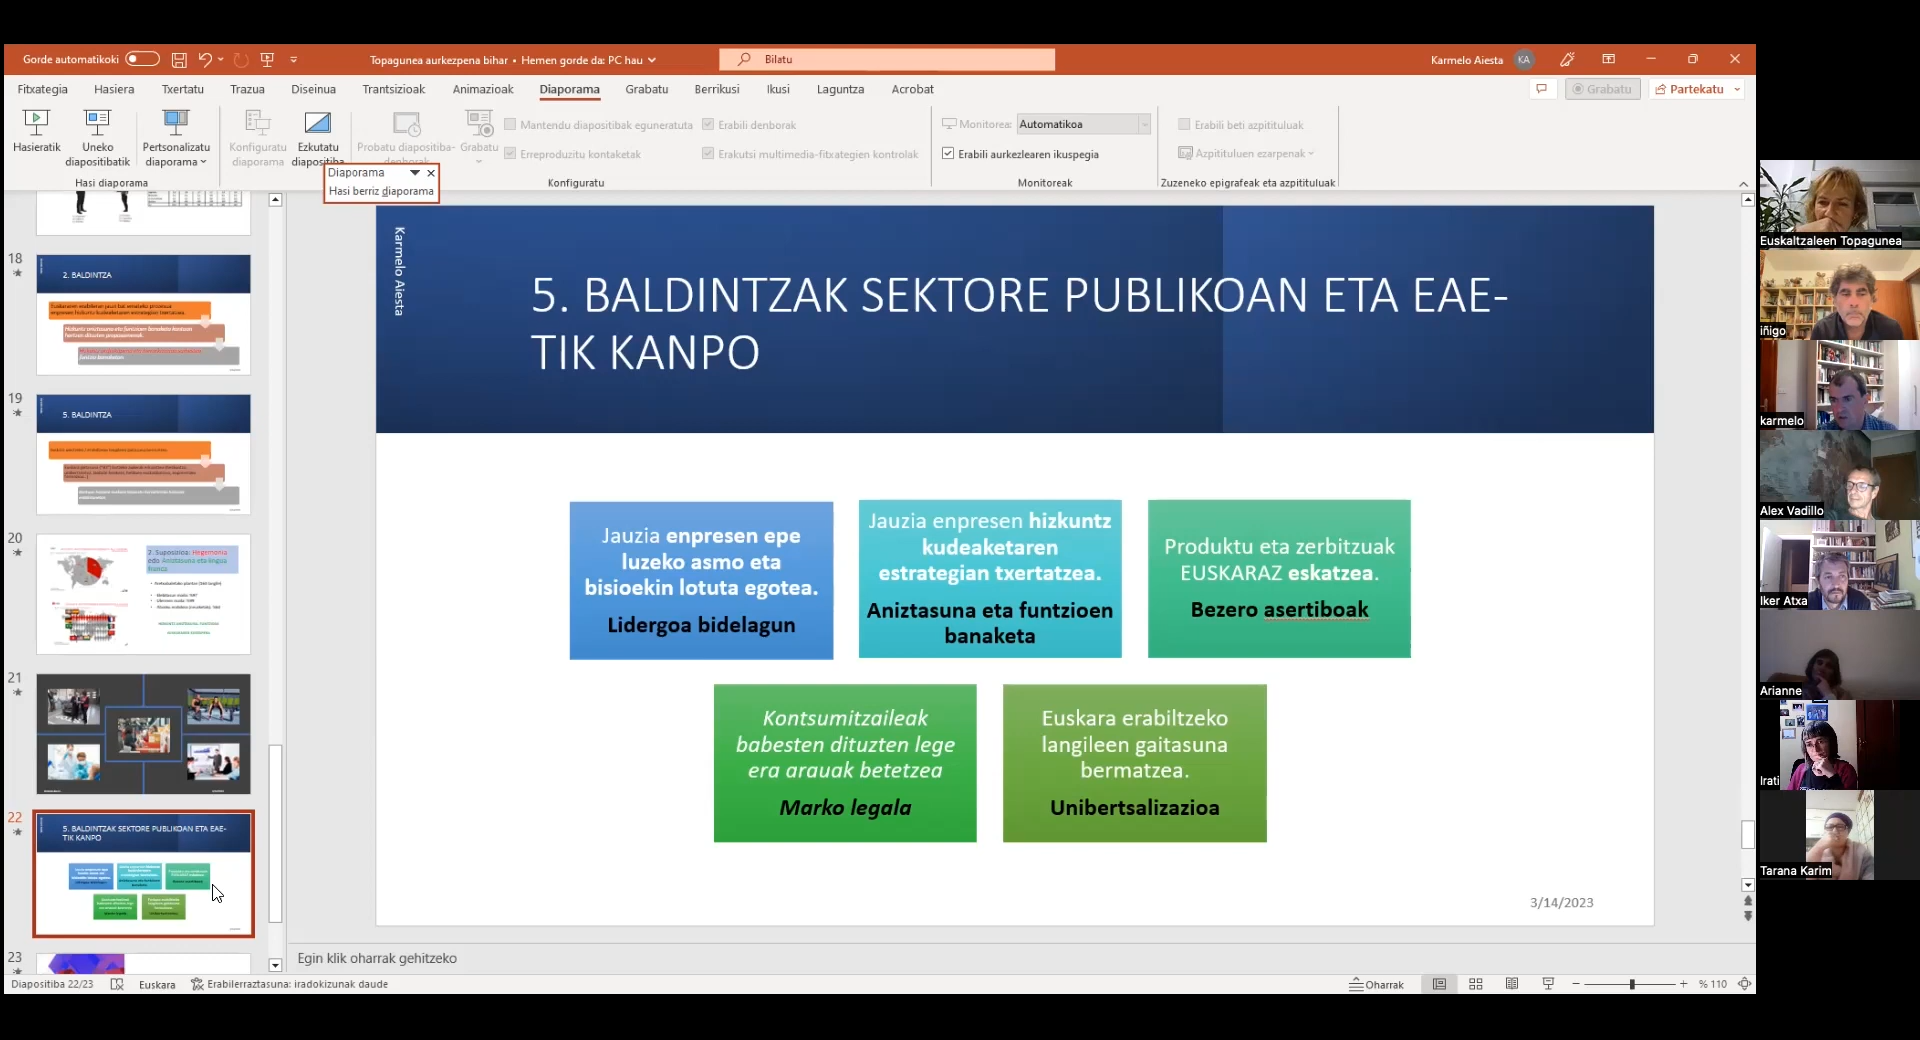 Gorde automatikoki
Topagunea aurkezpena bihar • Hemen gorde da: PC hau
Bilatu
Karmelo Aiesta
KA
Fitxategia Hasiera Txertatu Trazua Diseinua Trantsizioak Animazioak Diaporama Grabatu Berrikusi Ikusi Laguntza Acrobat
Grabatu
Partekatu
Hasieratik
Uneko
diapositibatik
Pertsonalizatu
diaporama
Hasi diaporama
Konfiguratu
diaporama
Ezkutatu
diapositiba
Probatu diapositiba-
Grabatu
Mantendu diapositibak eguneratuta
Erreproduzitu kontaketak
Erabili denborak
Erakutsi multimedia-fitxategien kontrolak
Konfiguratu
Monitorea: Automatikoa
Erabili aurkezlearen ikuspegia
Monitoreak
Erabili beti azpitituluak
Azpitituluen ezarpenak
Zuzeneko epigrafeak eta azpitituluak
Diaporama
Hasi berriz diaporama
18
2. BALDINTZA
19
5. BALDINTZA
20
2. Suposizioa: Hegemonia
21
22
5. BALDINTZAK SEKTORE PUBLIKOAN ETA EAE-
TIK KANPO
23
Karmelo Aiesta
5. BALDINTZAK SEKTORE PUBLIKOAN ETA EAE-
TIK KANPO
Jauzia enpresen epe
luzeko asmo eta
bisioekin lotuta egotea.
Lidergoa bidelagun
Jauzia enpresen hizkuntz
kudeaketaren
estrategian txertatzea.
Aniztasuna eta funtzioen
banaketa
Produktu eta zerbitzuak
EUSKARAZ eskatzea.
Bezero asertiboak
Kontsumitzaileak
babesten dituzten lege
era arauak betetzea
Marko legala
Euskara erabiltzeko
langileen gaitasuna
bermatzea.
Unibertsalizazioa
3/14/2023
Egin klik oharrak gehitzeko
Diapositiba 22/23
Euskara
Erabilerraztasuna: iradokizunak daude
Oharrak
% 110
Euskaltzaleen Topagunea
iñigo
karmelo
Alex Vadillo
Iker Atxa
Arianne
Irati
Tarana Karim